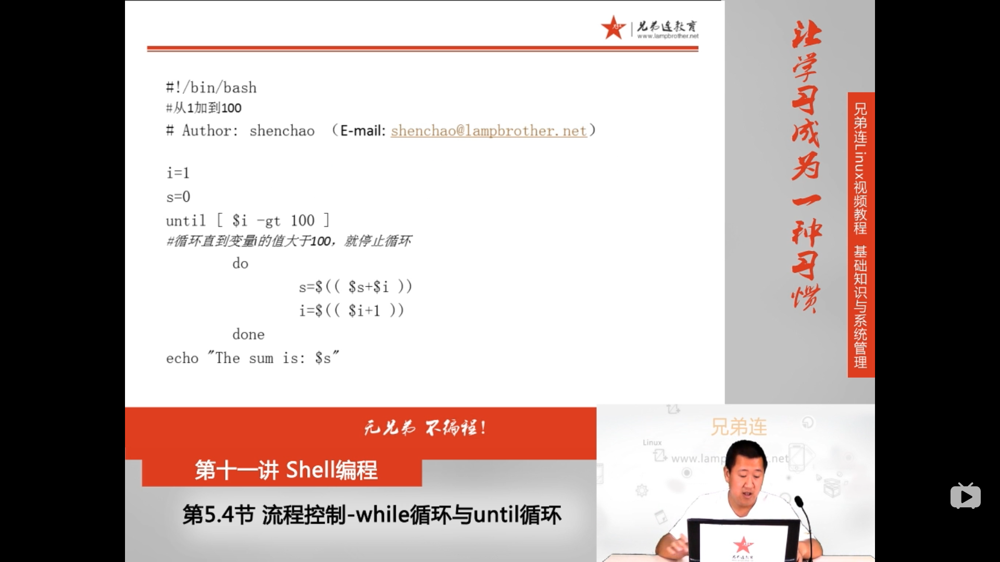 兄弟连教育
www.lampbrother.net
#!/bin/bash
#从1加到100
# Author: shenchao （E-mail: shenchao@lampbrother.net）
i=1
s=0
until [ $i -gt 100 ]
#循环直到变量i的值大于100，就停止循环
do
s=$(( $s+$i ))
i=$(( $i+1 ))
done
echo "The sum is: $s"
让学习成为一种习惯
兄弟连Linux视频教程 基础知识与系统管理
无兄弟 不编程!
第十一讲 Shell编程
第5.4节 流程控制-while循环与until循环
兄弟连
Linux
www.lamp
.net